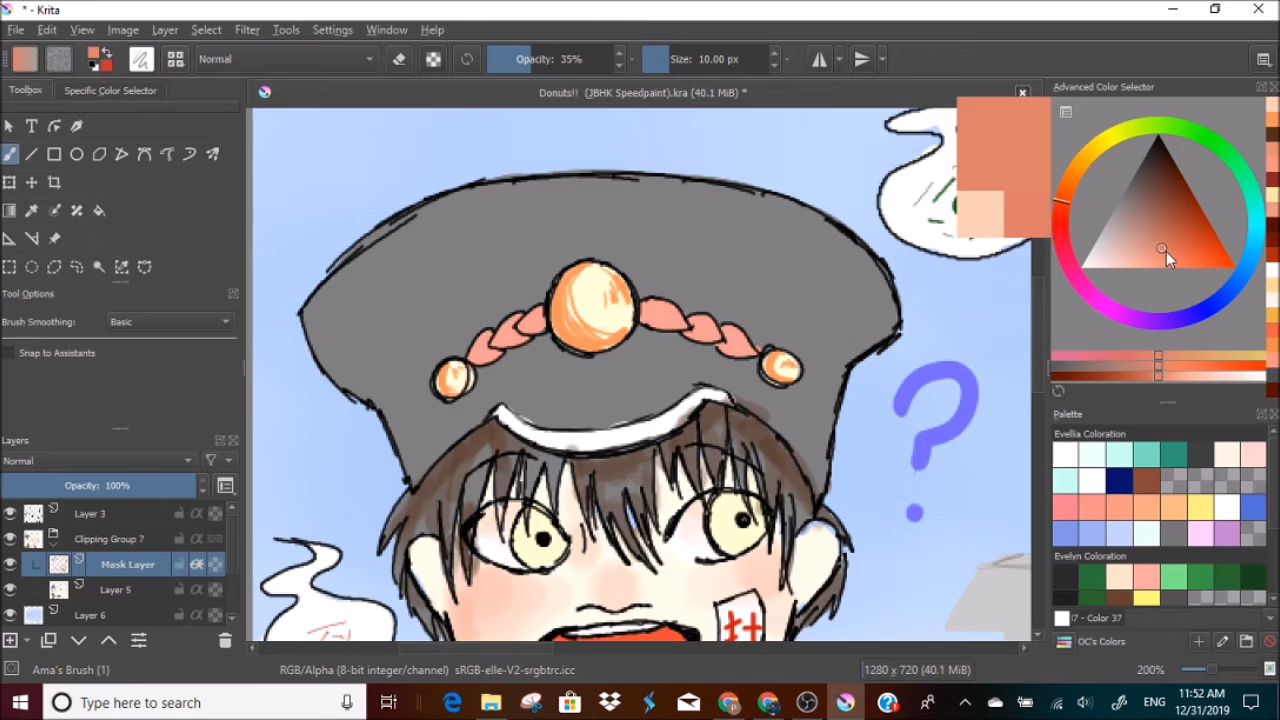 * - Krita
File Edit View Image Layer Select Filter Tools Settings Window Help
Normal Opacity: 35% Size: 10.00 px
Toolbox Specific Color Selector
Donuts!! (JBHK Speedpaint).kra (40.1 MiB) *
Advanced Color Selector
Tool Options
Brush Smoothing: Basic
Snap to Assistants
?
封
Layers
Normal
Opacity: 100%
Layer 3
Clipping Group 7
Mask Layer
Layer 5
Layer 6
Palette
Evellia Coloration
Evelyn Coloration
I7 - Color 37
OC's Colors
Ama's Brush (1)
RGB/Alpha (8-bit integer/channel) sRGB-elle-V2-srgbtrc.icc
1280 x 720 (40.1 MiB)
200%
Type here to search
ENG
11:52 AM
12/31/2019